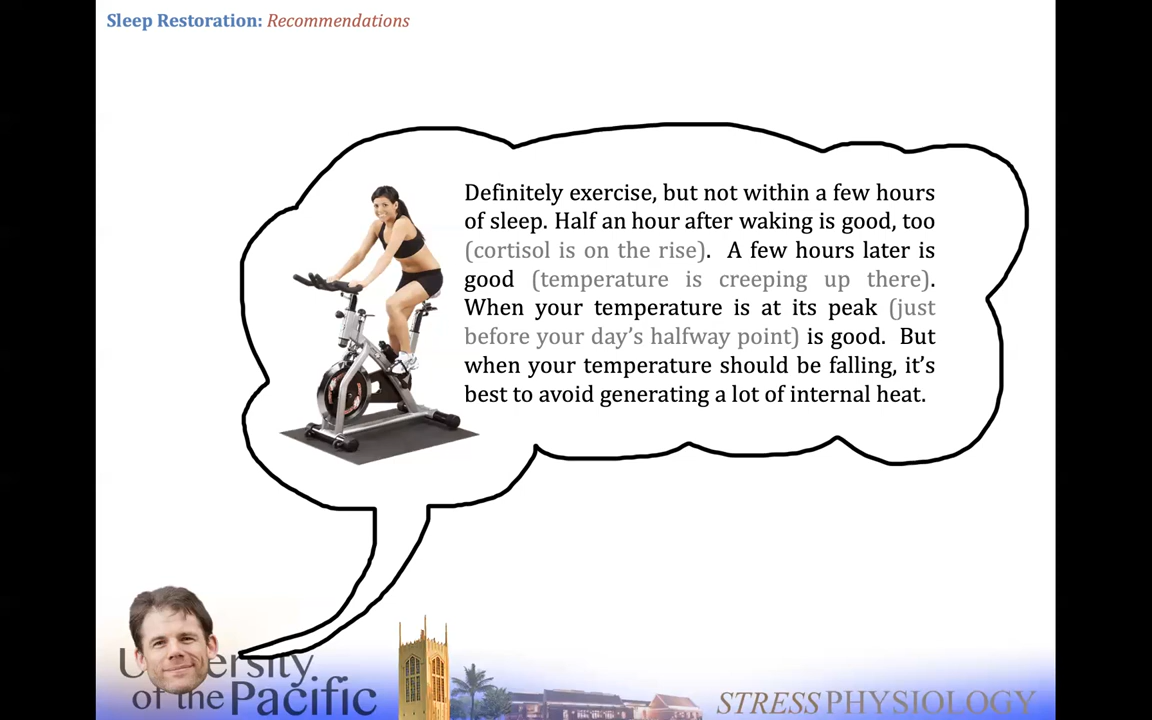 Sleep Restoration: Recommendations
Definitely exercise, but not within a few hours
of sleep. Half an hour after waking is good, too
(cortisol is on the rise). A few hours later is
good (temperature is creeping up there).
When your temperature is at its peak (just
before your day's halfway point) is good. But
when your temperature should be falling, it's
best to avoid generating a lot of internal heat.
University
of the Pacific
STRESSPHYSIOLOGY